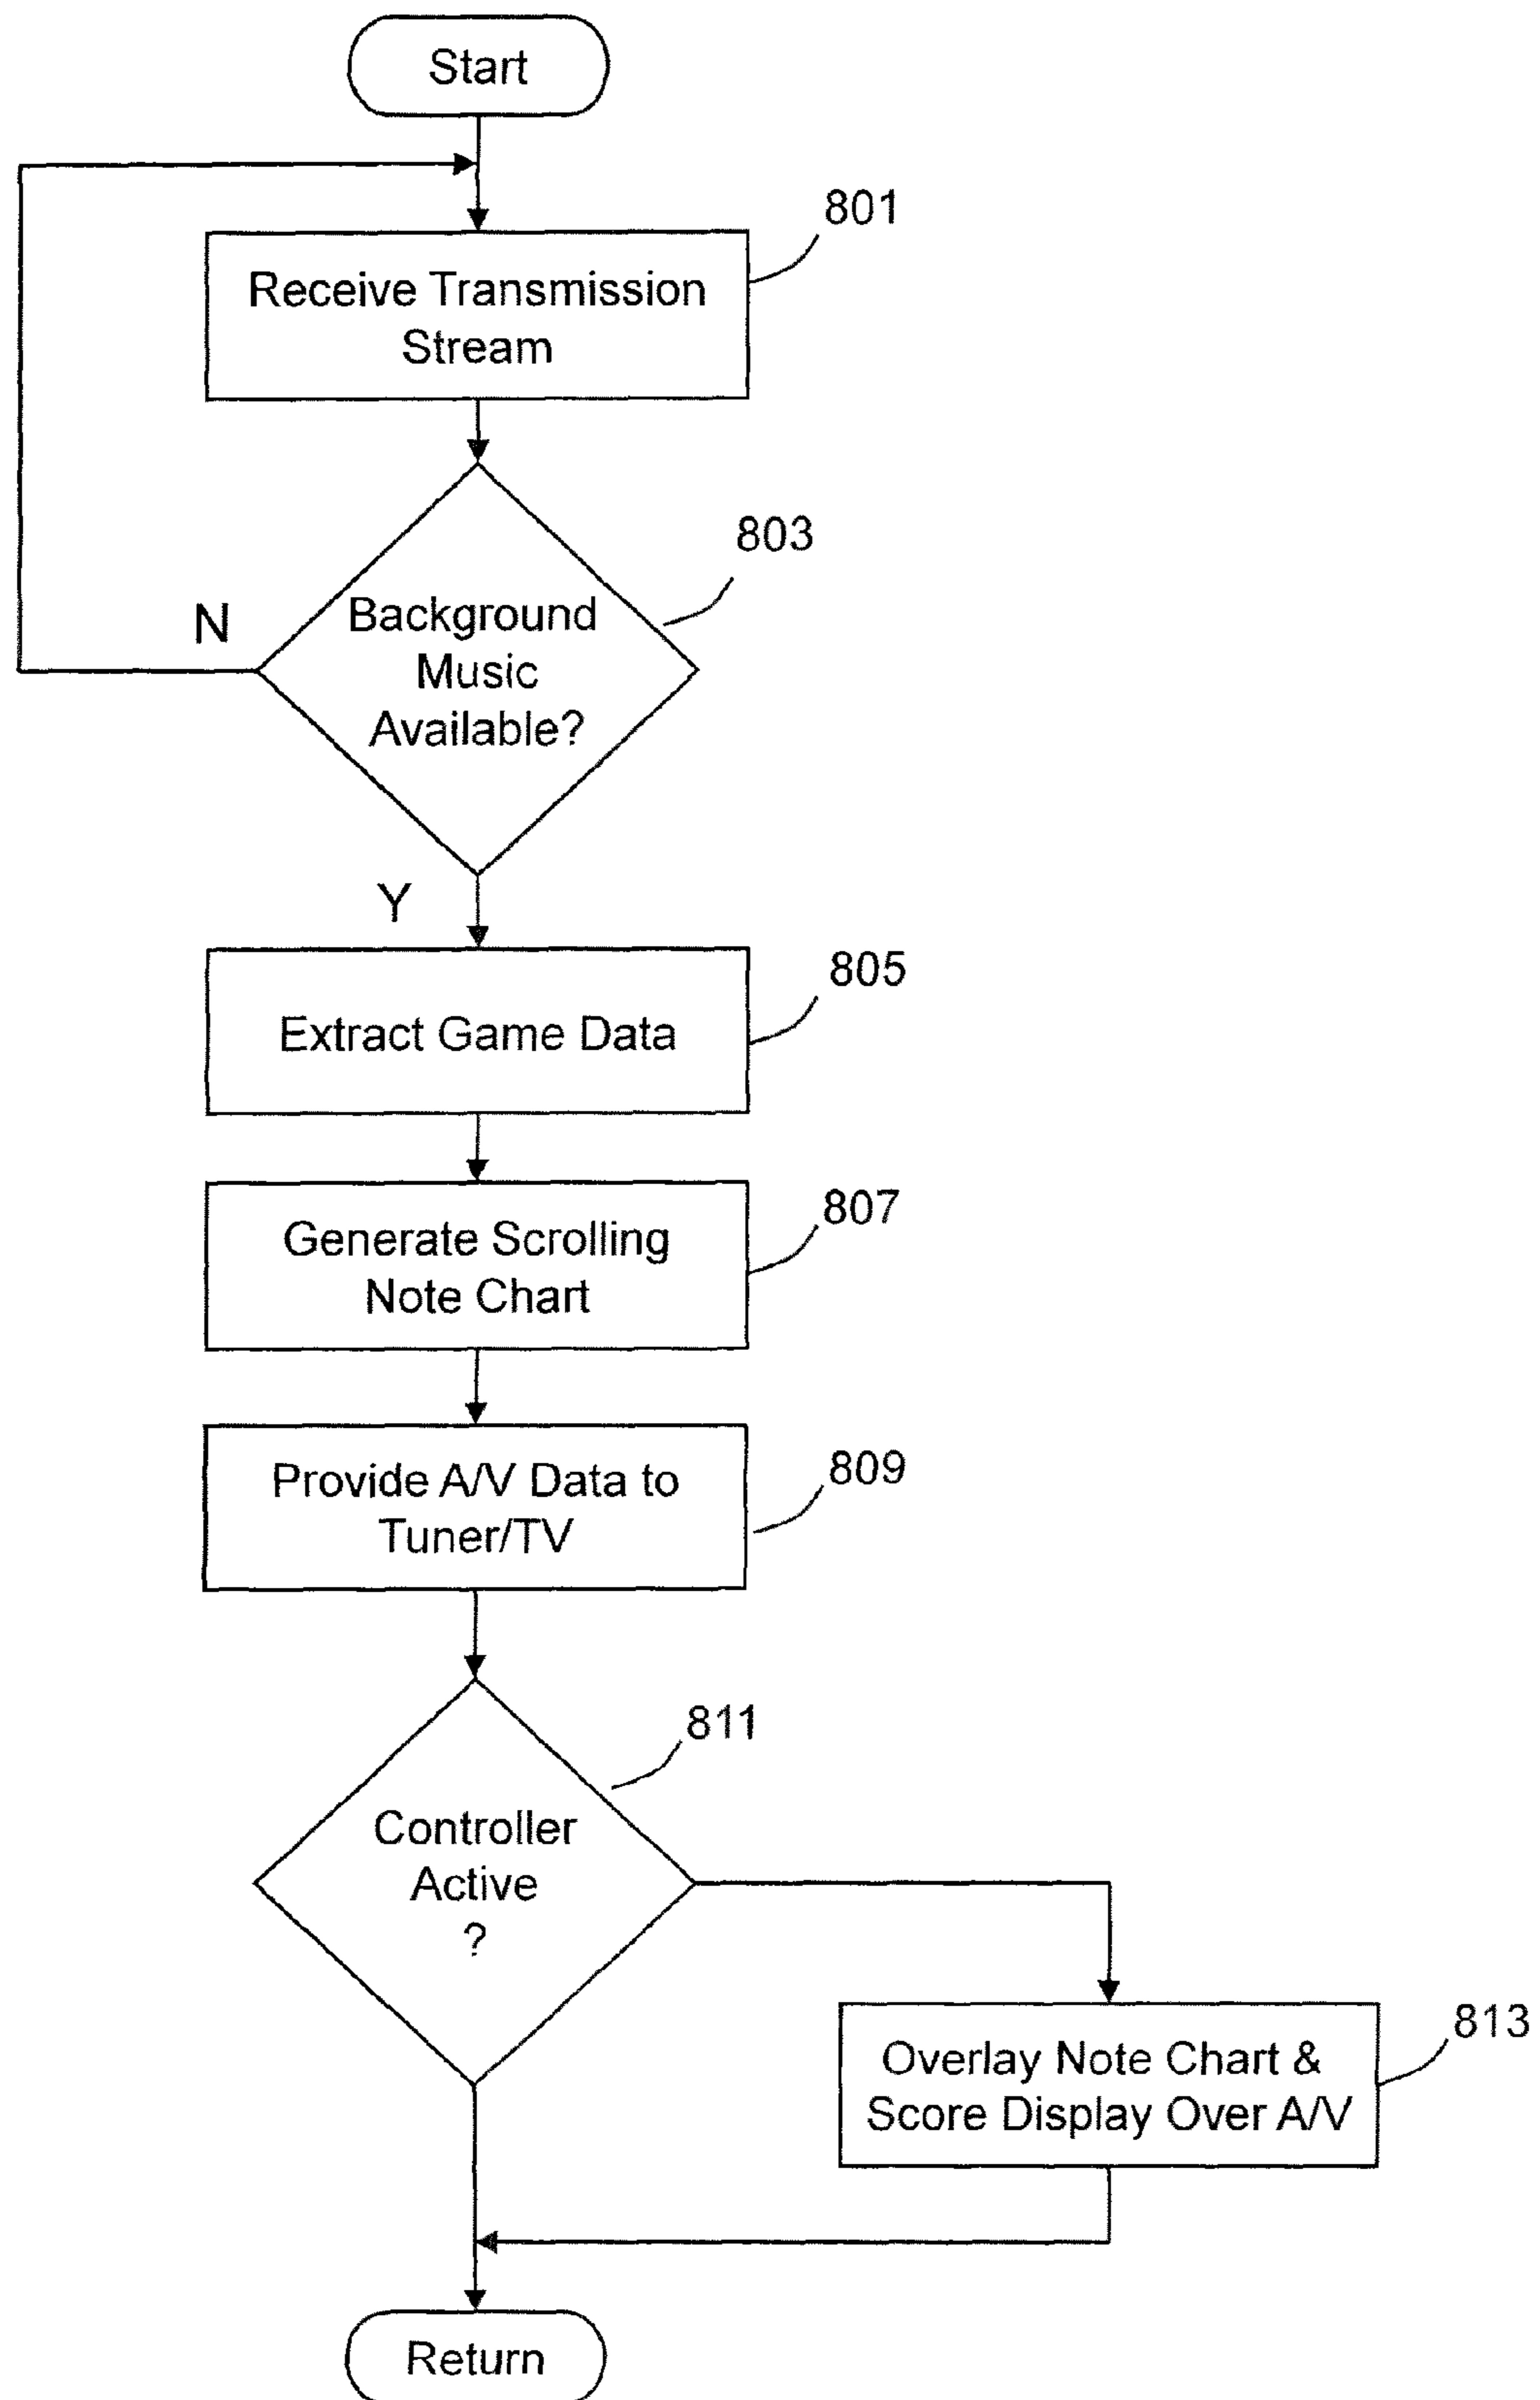 Start
801
Receive Transmission
Stream
803
N
Background
Music
Available?
Y
805
Extract Game Data
807
Generate Scrolling
Note Chart
809
Provide A/V Data to
Tuner/TV
811
Controller
Active
?
813
Overlay Note Chart &
Score Display Over A/V
Return